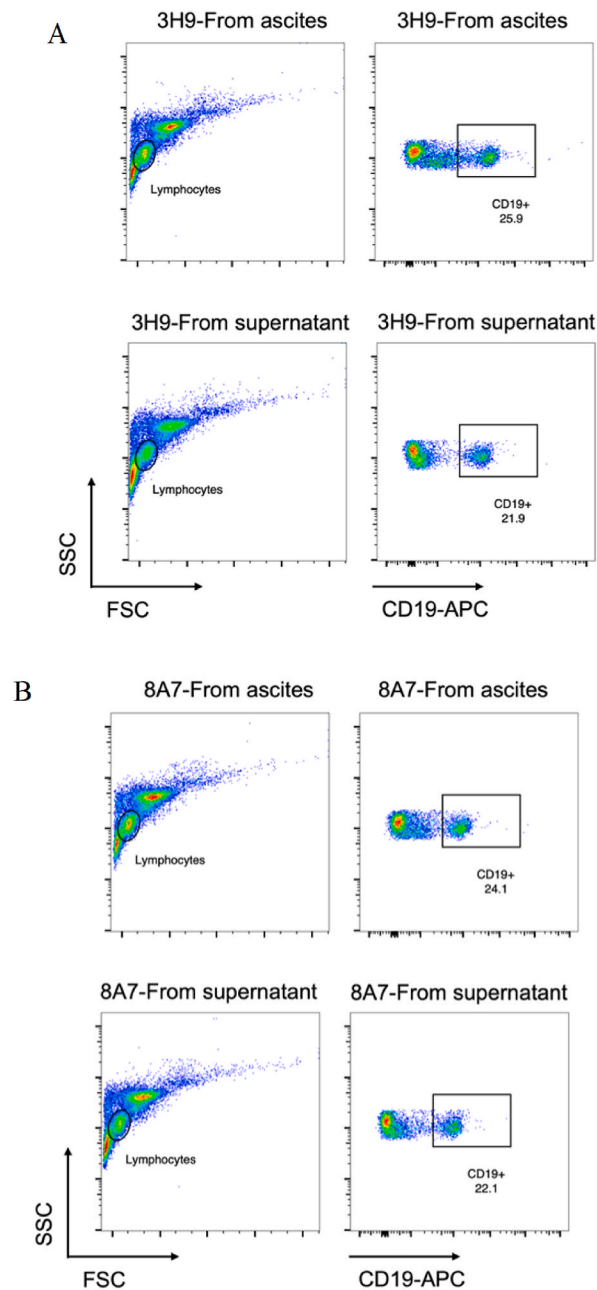 A
3H9-From ascites
3H9-From ascites
Lymphocytes
CD19+
25.9
3H9-From supernatant
3H9-From supernatant
Lymphocytes
CD19+
21.9
SSC
FSC
CD19-APC
B
8A7-From ascites
8A7-From ascites
Lymphocytes
CD19+
24.1
8A7-From supernatant
8A7-From supernatant
Lymphocytes
CD19+
22.1
SSC
FSC
CD19-APC